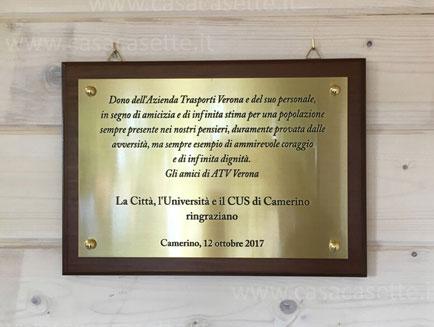 www.casacasette.it
Dono dell'Azienda Trasporti Verona e del suo personale,
in segno di amicizia e di infinita stima per una popolazione
sempre presente nei nostri pensieri, duramente provata dalle
avversità, ma sempre esempio di ammirevole coraggio
e di infinita dignità.
Gli amici di ATV Verona
La Città, l'Università e il CUS di Camerino
ringraziano
Camerino, 12 ottobre 2017
www.casacasette.it